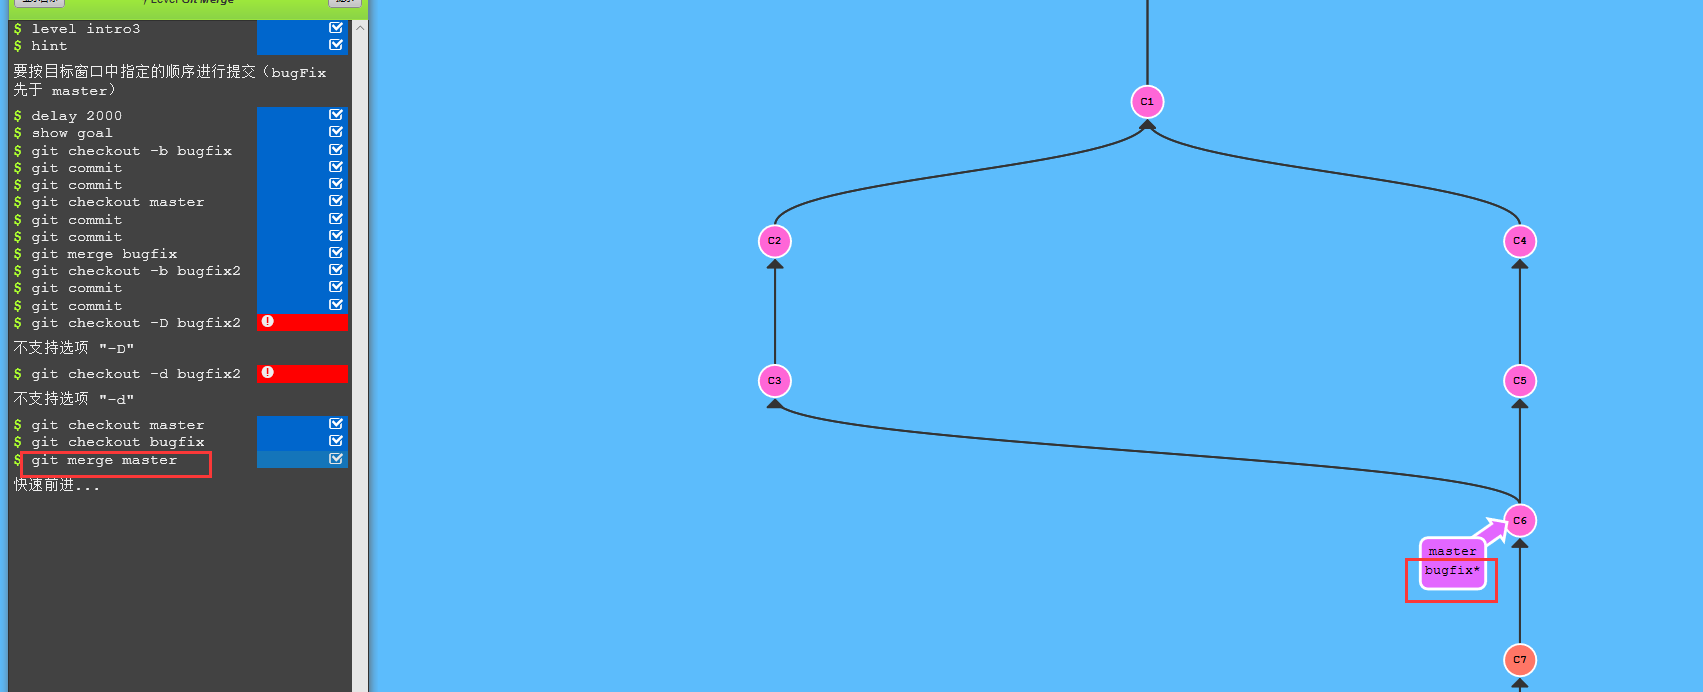 / Level Git Merge
$ level intro3
$ hint
要按目标窗口中指定的顺序进行提交（bugFix
先于 master）
$ delay 2000
$ show goal
$ git checkout -b bugfix
$ git commit
$ git commit
$ git checkout master
$ git commit
$ git commit
$ git merge bugfix
$ git checkout -b bugfix2
$ git commit
$ git commit
$ git checkout -D bugfix2
不支持选项 "-D"
$ git checkout -d bugfix2
不支持选项 "-d"
$ git checkout master
$ git checkout bugfix
$ git merge master
快速前进...
C1
C2
C4
C3
C5
C6
master
bugfix*
C7